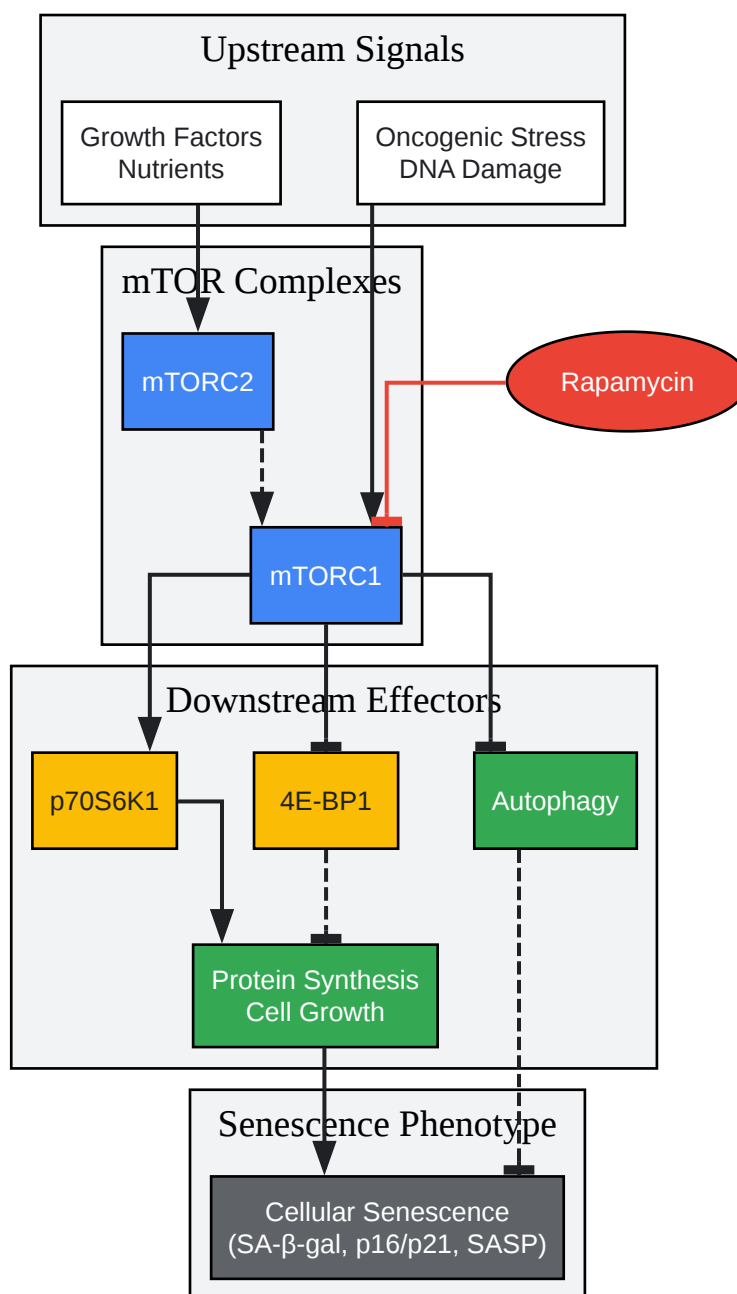 Upstream Signals
Growth Factors
Nutrients
Oncogenic Stress
DNA Damage
mTOR Complexes
mTORC2
Rapamycin
mTORC1
Downstream Effectors
p70S6K1
4E-BP1
Autophagy
Protein Synthesis
Cell Growth
Senescence Phenotype
Cellular Senescence
(SA-β-gal, p16/p21, SASP)